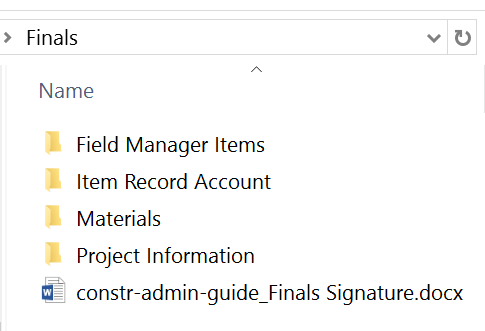 Finals
Name
Field Manager Items
Item Record Account
Materials
Project Information
constr-admin-guide_Finals Signature.docx